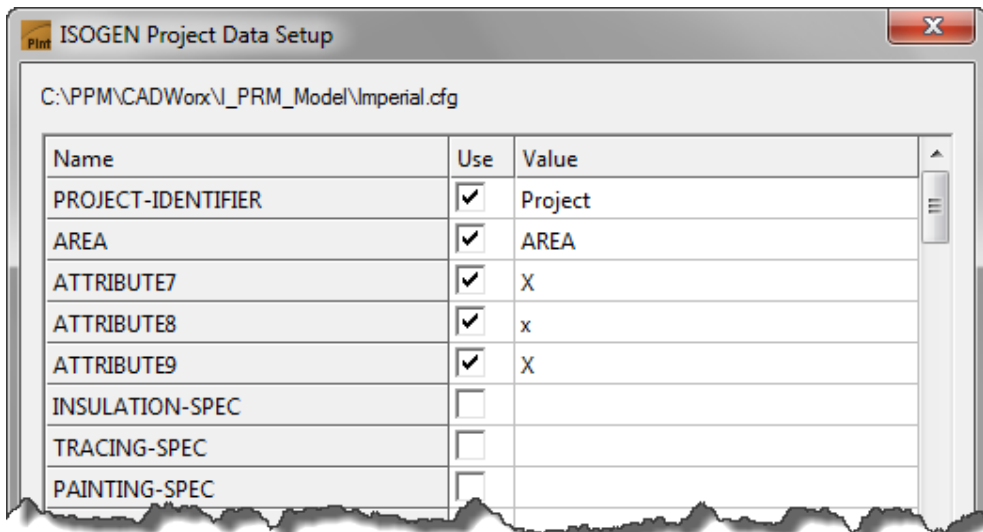 Pint ISOGEN Project Data Setup
C:\PPM\CADWorx\I_PRM_Model\Imperial.cfg
Name Use Value
PROJECT-IDENTIFIER Project
AREA AREA
ATTRIBUTE7 X
ATTRIBUTE8 x
ATTRIBUTE9 X
INSULATION-SPEC
TRACING-SPEC
PAINTING-SPEC